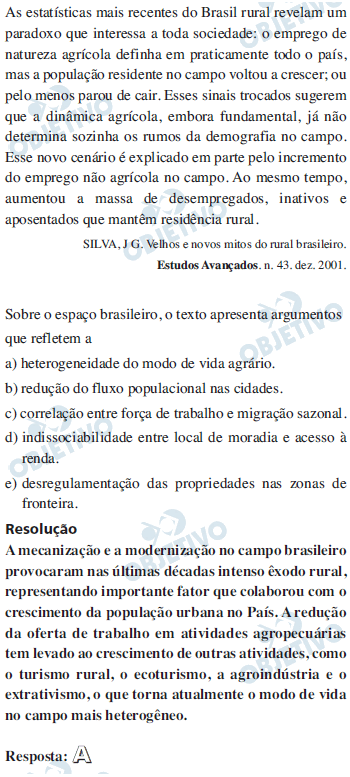 As estatísticas mais recentes do Brasil rural revelam um
paradoxo que interessa a toda sociedade: o emprego de
natureza agrícola definha em praticamente todo o país,
mas a população residente no campo voltou a crescer; ou
pelo menos parou de cair. Esses sinais trocados sugerem
que a dinâmica agrícola, embora fundamental, já não
determina sozinha os rumos da demografia no campo.
Esse novo cenário é explicado em parte pelo incremento
do emprego não agrícola no campo. Ao mesmo tempo,
aumentou a massa de desempregados, inativos e
aposentados que mantêm residência rural.
SILVA, J G. Velhos e novos mitos do rural brasileiro.
Estudos Avançados. n. 43. dez. 2001.
Sobre o espaço brasileiro, o texto apresenta argumentos
que refletem a
a) heterogeneidade do modo de vida agrário.
b) redução do fluxo populacional nas cidades.
c) correlação entre força de trabalho e migração sazonal.
d) indissociabilidade entre local de moradia e acesso à
renda.
e) desregulamentação das propriedades nas zonas de
fronteira.
Resolução
A mecanização e a modernização no campo brasileiro
provocaram nas últimas décadas intenso êxodo rural,
representando importante fator que colaborou com o
crescimento da população urbana no País. A redução
da oferta de trabalho em atividades agropecuárias
tem levado ao crescimento de outras atividades, como
o turismo rural, o ecoturismo, a agroindústria e o
extrativismo, o que torna atualmente o modo de vida
no campo mais heterogêneo.
Resposta: A
OBJETIVO
OBJETIVO
OBJETIVO
OBJETIVO
OBJETIVO
OBJETIVO
OBJETIVO